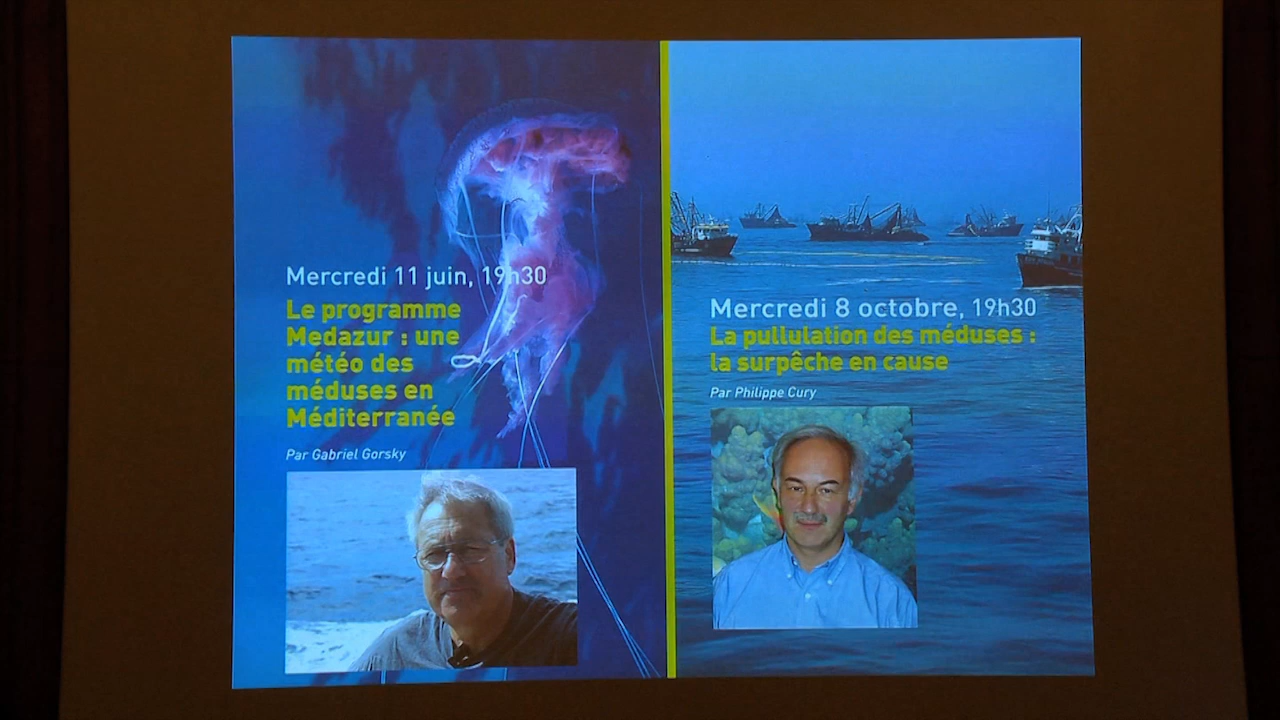 Mercredi 11 juin, 19h30
Le programme
Medazur : une
météo des
méduses en
Méditerranée
Par Gabriel Gorsky
Mercredi 8 octobre, 19h30
La pullulation des méduses :
la surpêche en cause
Par Philippe Cury